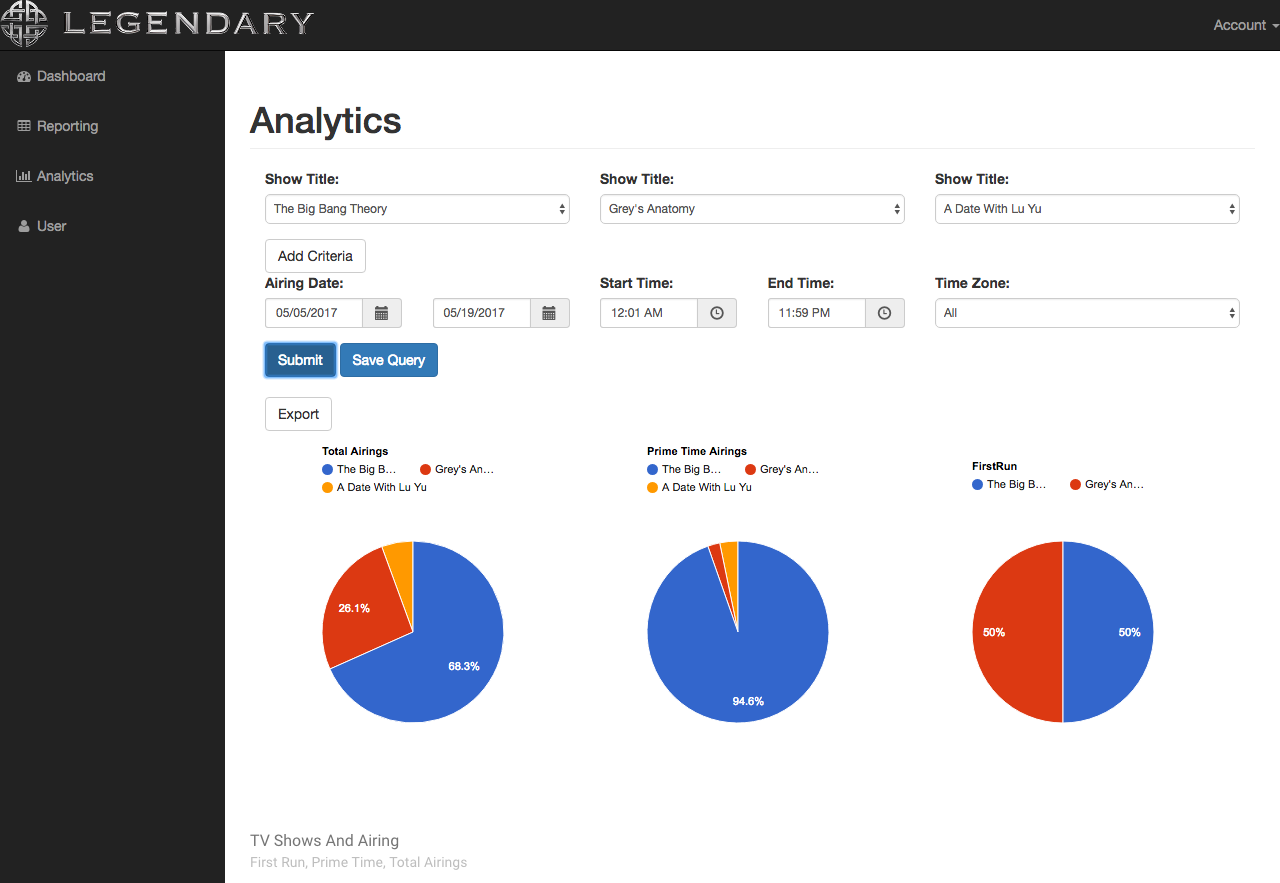 LEGENDARY
Account
Dashboard
Reporting
Analytics
User
Analytics
Show Title: Show Title: Show Title:
The Big Bang Theory Grey's Anatomy A Date With Lu Yu
Add Criteria
Airing Date: Start Time: End Time: Time Zone:
05/05/2017 05/19/2017 12:01 AM 11:59 PM All
Submit Save Query
Export
Total Airings
The Big B... Grey's An...
A Date With Lu Yu
26.1%
68.3%
Prime Time Airings
The Big B... Grey's An...
A Date With Lu Yu
94.6%
FirstRun
The Big B... Grey's An...
50% 50%
TV Shows And Airing
First Run, Prime Time, Total Airings